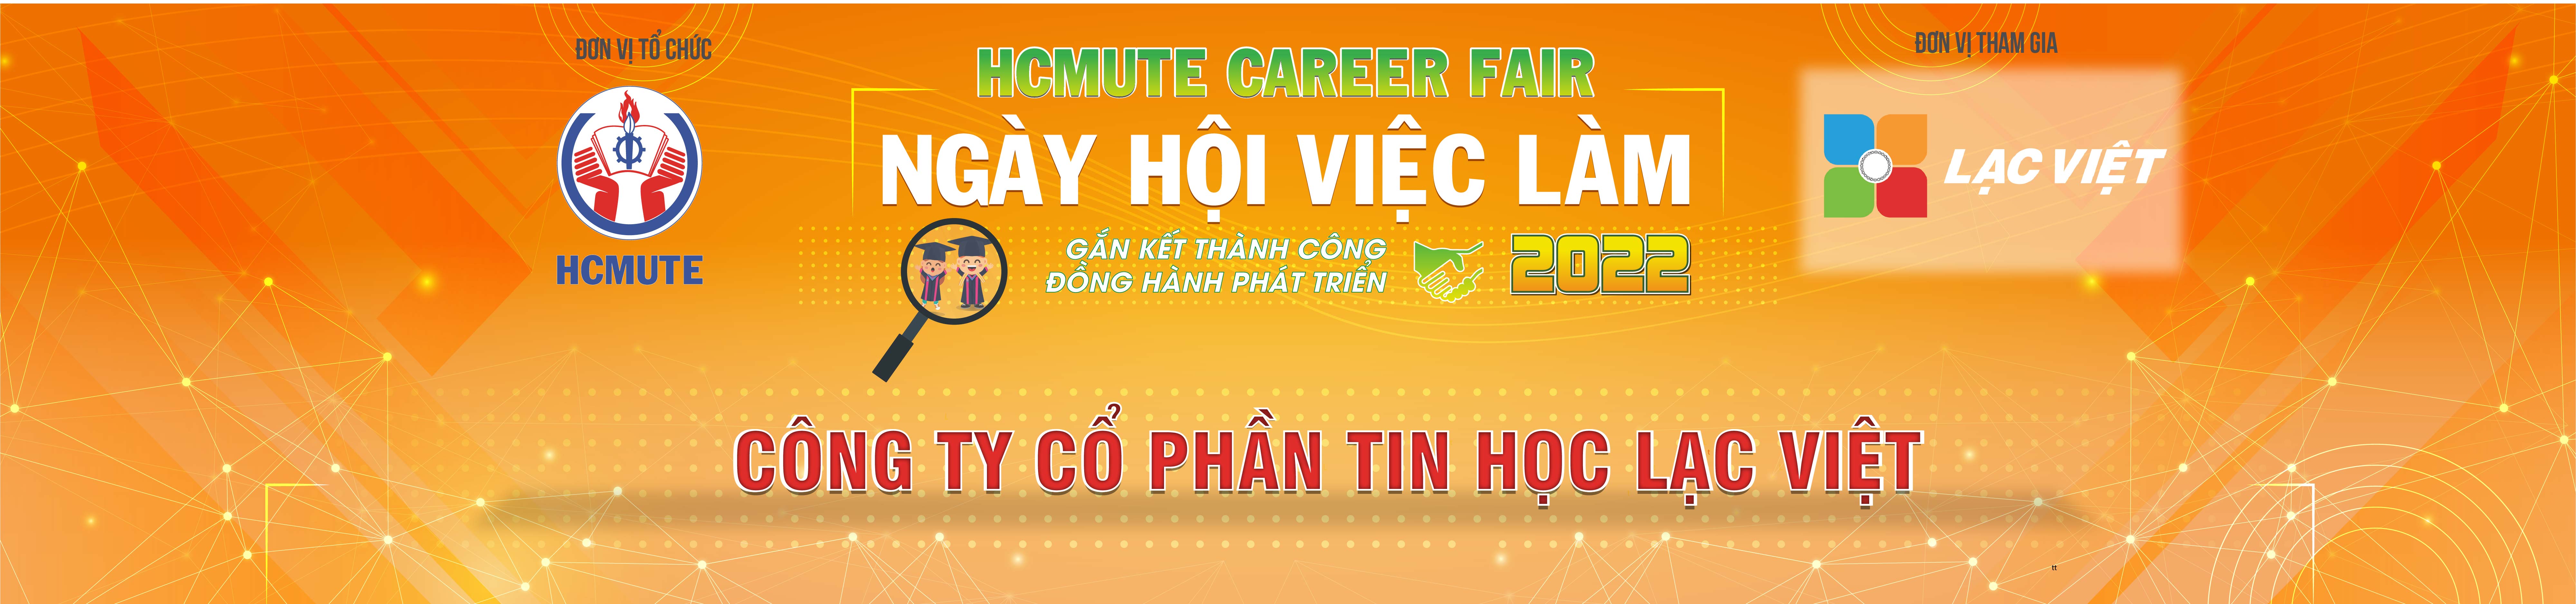 ĐƠN VỊ TỔ CHỨC
HCMUTE
HCMUTE CAREER FAIR
NGÀY HỘI VIỆC LÀM
GẮN KẾT THÀNH CÔNG
ĐỒNG HÀNH PHÁT TRIỂN
2022
ĐƠN VỊ THAM GIA
LẠC VIỆT
CÔNG TY CỔ PHẦN TIN HỌC LẠC VIỆT
tt